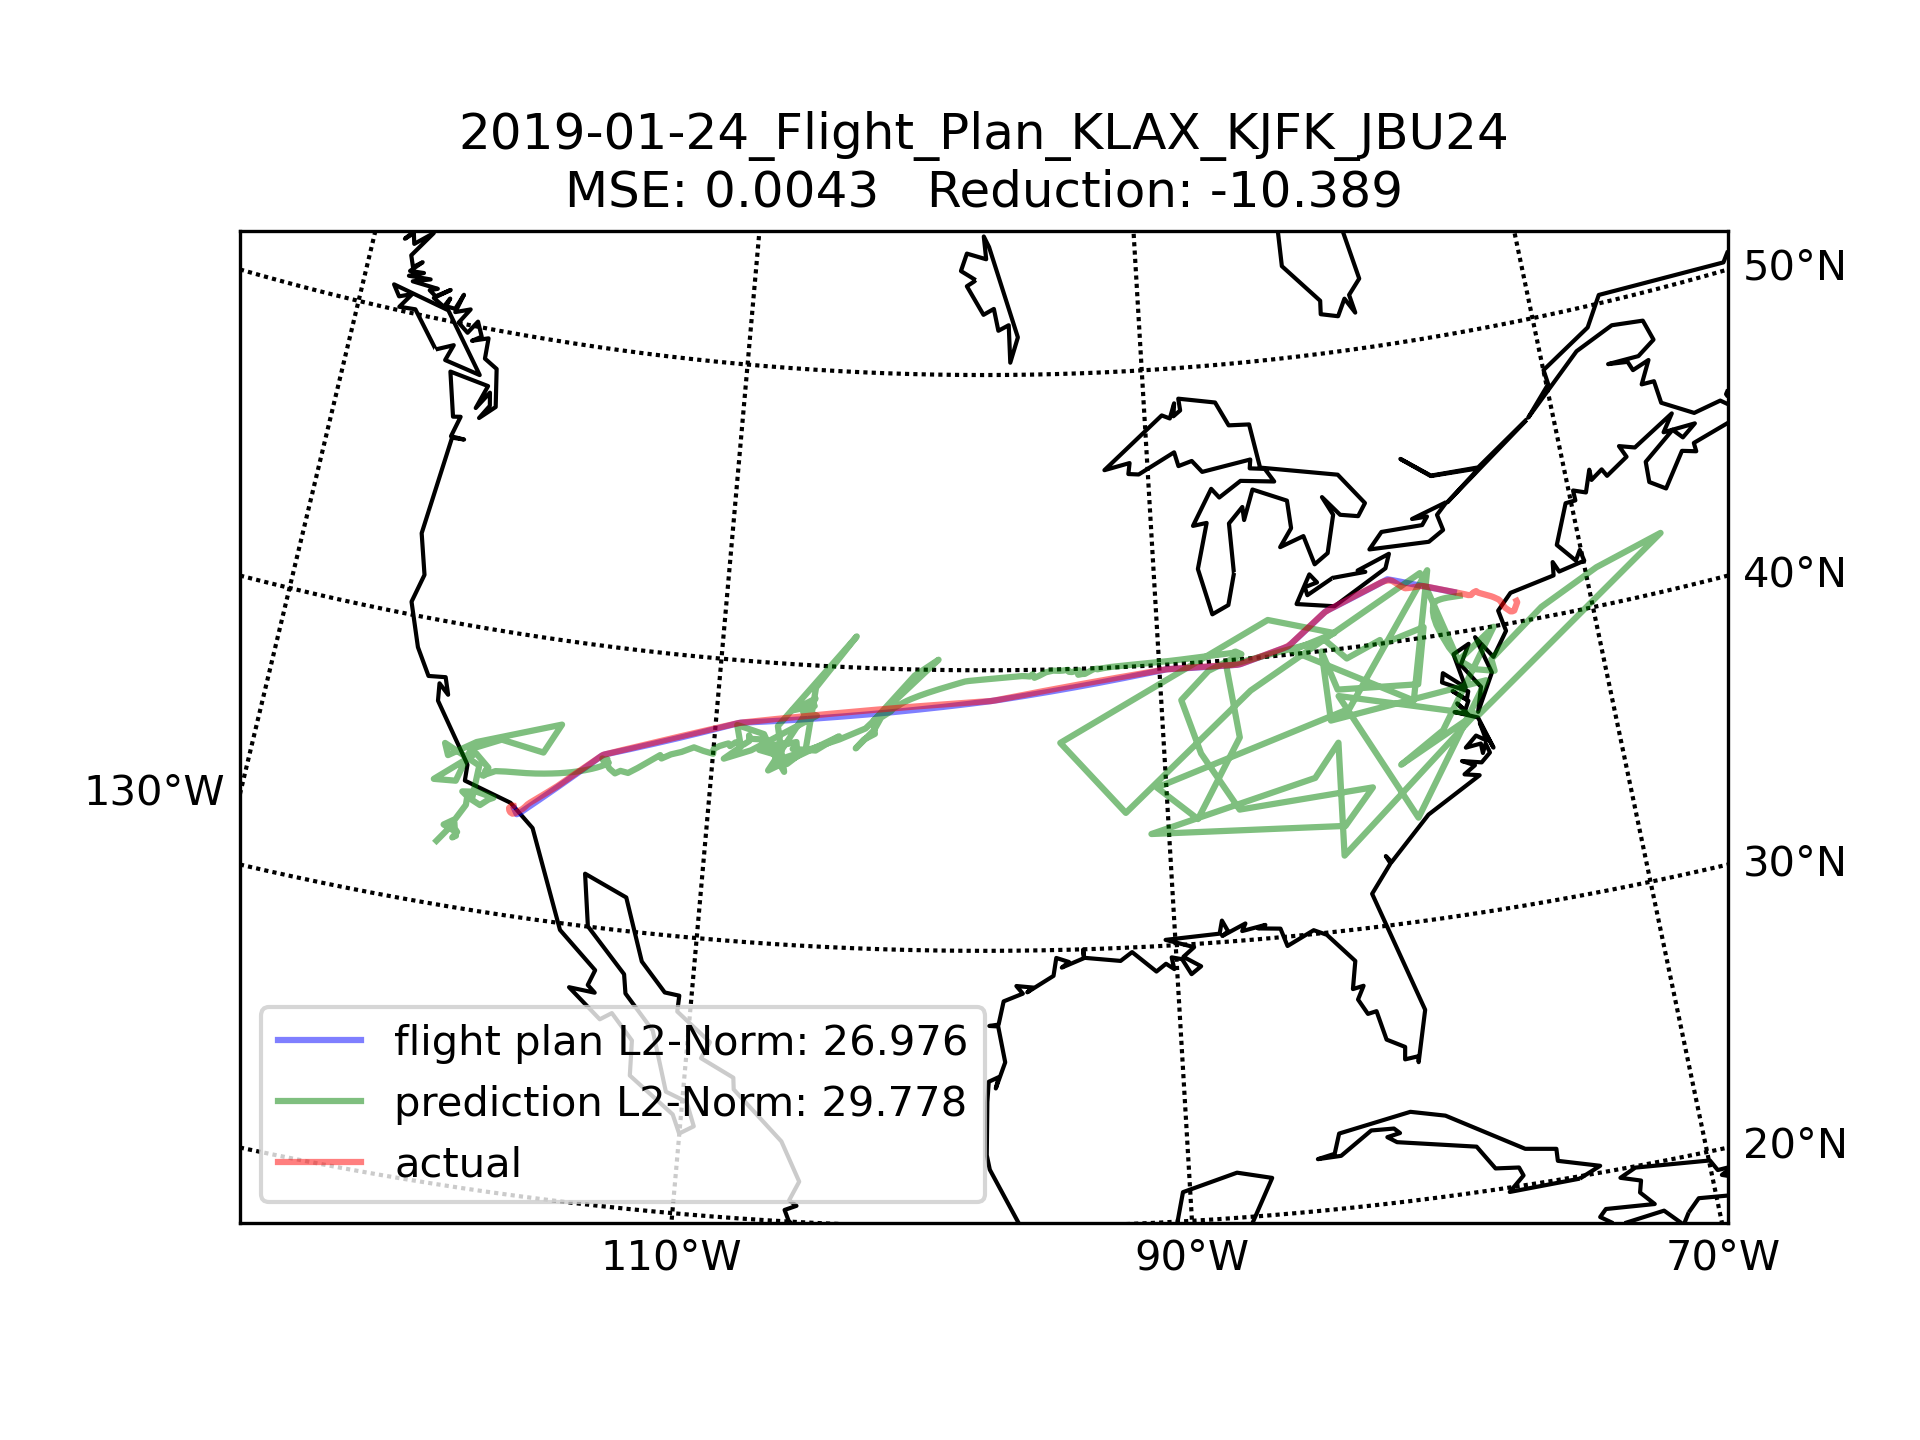 2019-01-24_Flight_Plan_KLAX_KJFK_JBU24
MSE: 0.0043   Reduction: -10.389
50°N
40°N
130°W
30°N
flight plan L2-Norm: 26.976
prediction L2-Norm: 29.778
actual
20°N
110°W
90°W
70°W